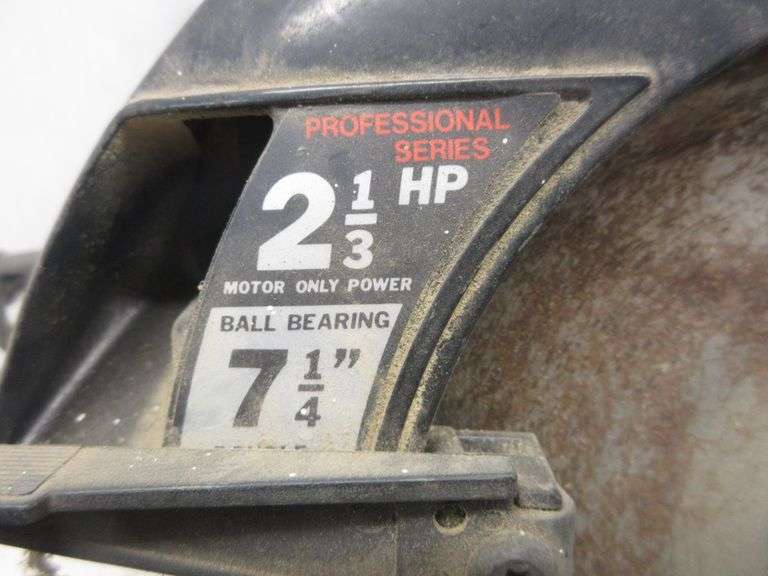 PROFESSIONAL
SERIES
2 1/3 HP
MOTOR ONLY POWER
BALL BEARING
7 1/4"